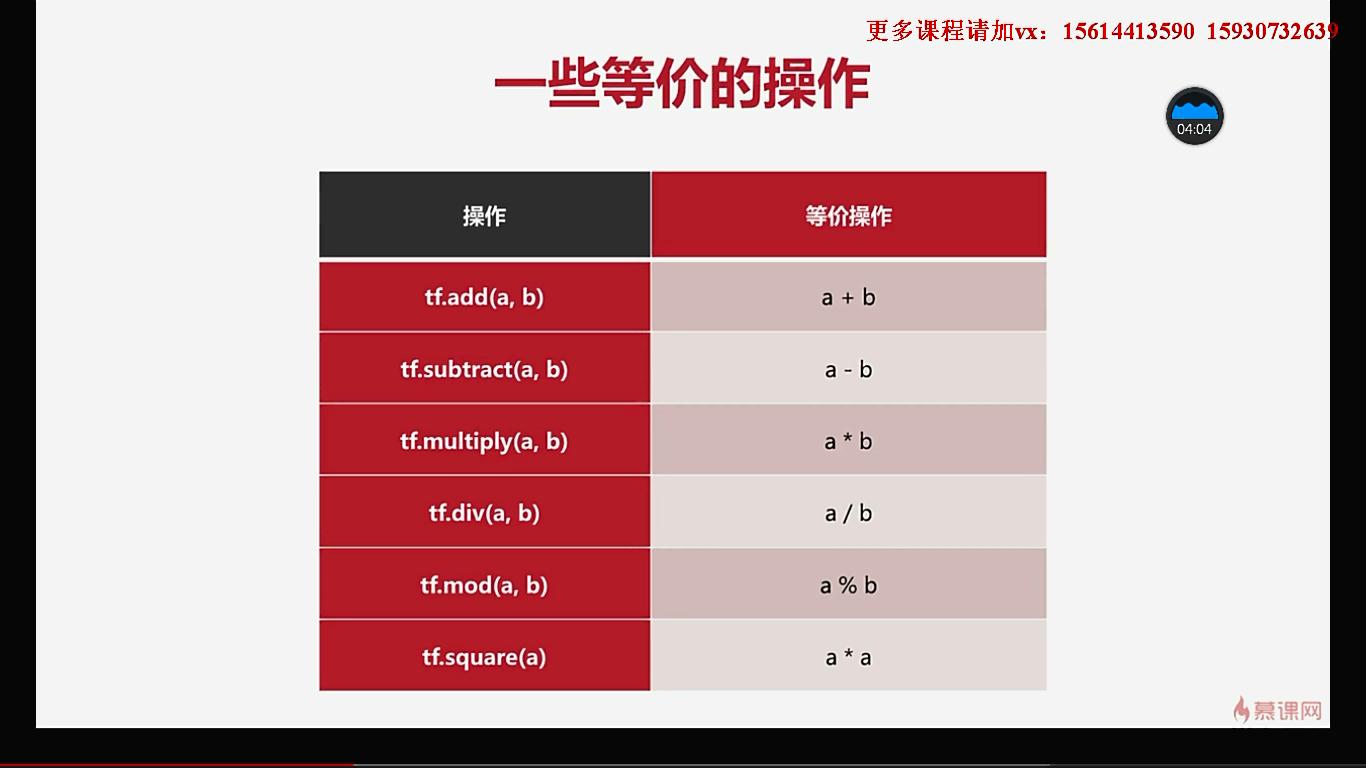 更多课程请加vx：15614413590 15930732639
一些等价的操作
04:04
操作 等价操作
tf.add(a, b) a + b
tf.subtract(a, b) a - b
tf.multiply(a, b) a * b
tf.div(a, b) a / b
tf.mod(a, b) a % b
tf.square(a) a * a
慕课网